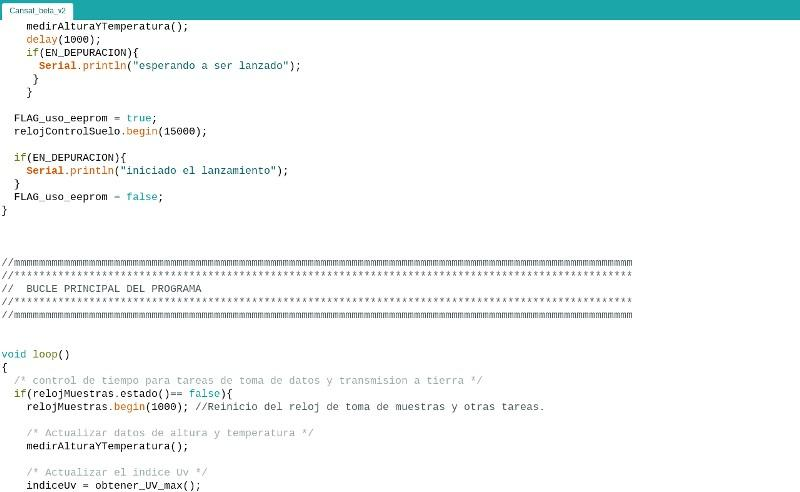 Cansat_beta_v2
medirAlturaYTemperatura();
delay(1000);
if(EN_DEPURACION){
Serial.println("esperando a ser lanzado");
}
}
FLAG_uso_eeprom = true;
relojControlSuelo.begin(15000);
if(EN_DEPURACION){
Serial.println("iniciado el lanzamiento");
}
FLAG_uso_eeprom = false;
}
//mmmmmmmmmmmmmmmmmmmmmmmmmmmmmmmmmmmmmmmmmmmmmmmmmmmmmmmmmmmmmmmmmmmmmmmmmmmmmmmmmmmmmmmmmmmmmmmmmmm
//***************************************************************************************************
//  BUCLE PRINCIPAL DEL PROGRAMA
//***************************************************************************************************
//mmmmmmmmmmmmmmmmmmmmmmmmmmmmmmmmmmmmmmmmmmmmmmmmmmmmmmmmmmmmmmmmmmmmmmmmmmmmmmmmmmmmmmmmmmmmmmmmmmm
void loop()
{
/* control de tiempo para tareas de toma de datos y transmision a tierra */
if(relojMuestras.estado()== false){
relojMuestras.begin(1000); //Reinicio del reloj de toma de muestras y otras tareas.
/* Actualizar datos de altura y temperatura */
medirAlturaYTemperatura();
/* Actualizar el indice Uv */
indiceUv = obtener_UV_max();